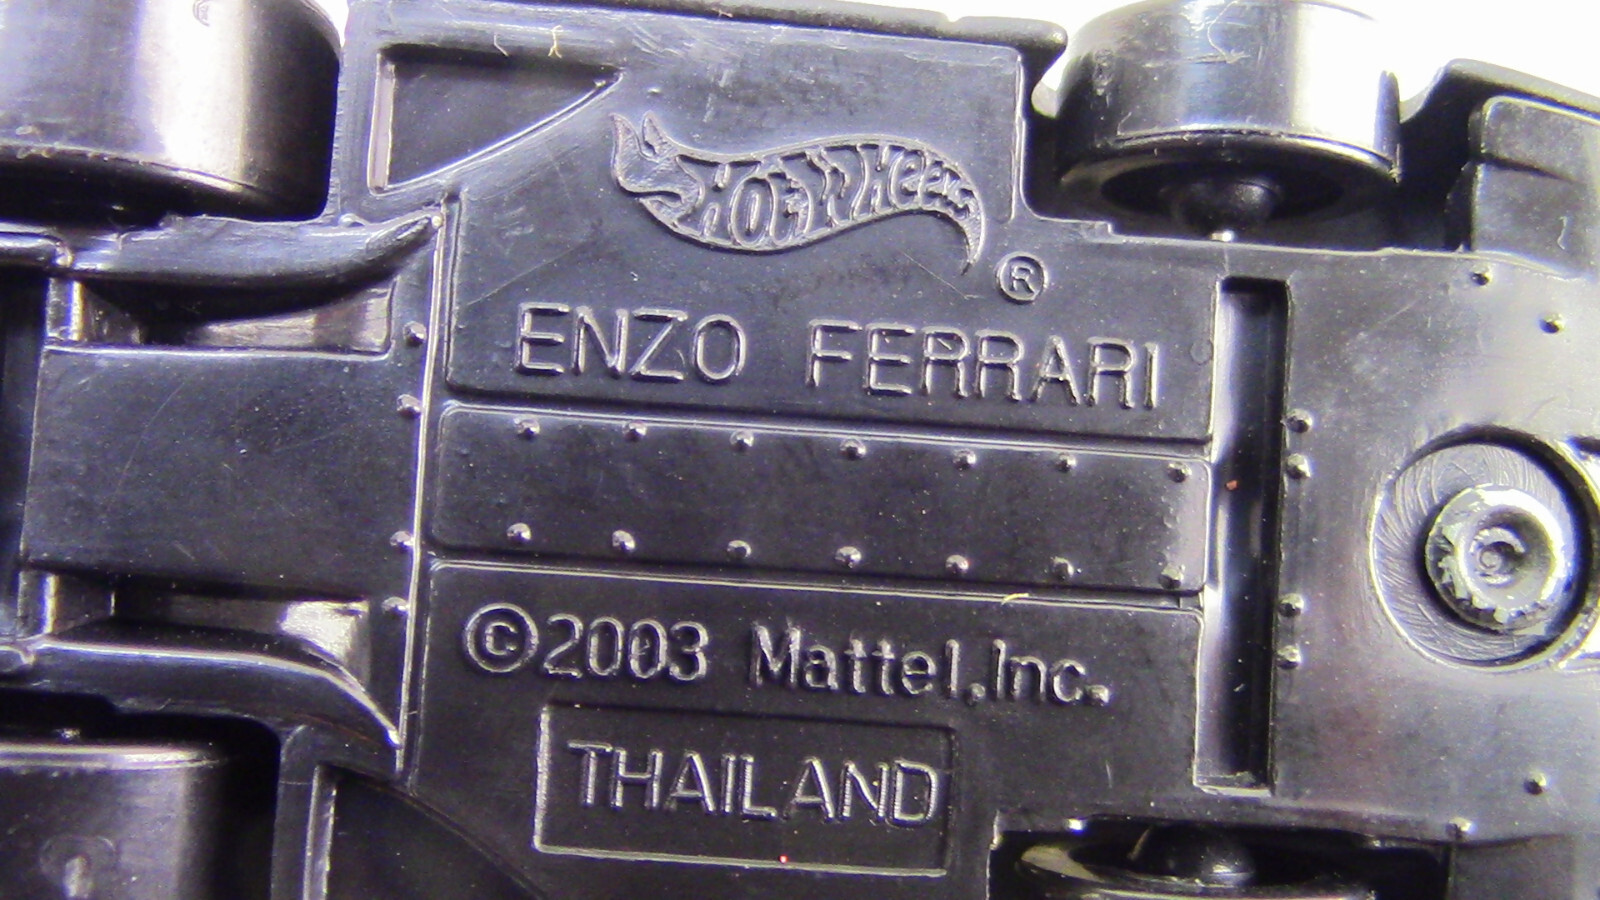 HOT WHEELS ®
ENZO FERRARI
©2003 Mattel,Inc.
THAILAND